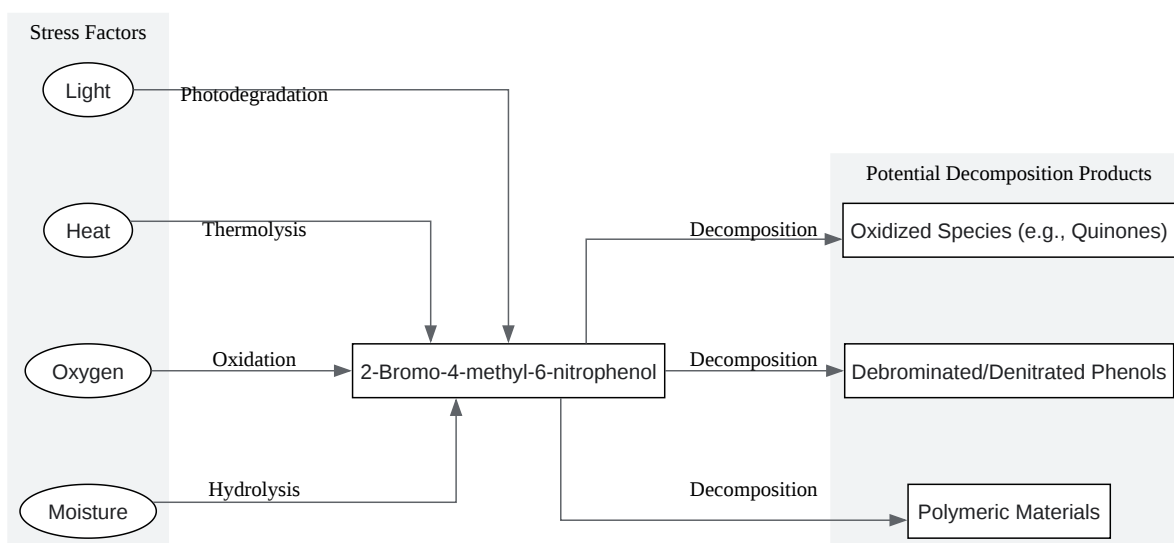 Stress Factors
Light
Photodegradation
Potential Decomposition Products
Heat
Thermolysis
Decomposition
Oxidized Species (e.g., Quinones)
Oxygen
Oxidation
2-Bromo-4-methyl-6-nitrophenol
Decomposition
Debrominated/Denitrated Phenols
Moisture
Hydrolysis
Decomposition
Polymeric Materials